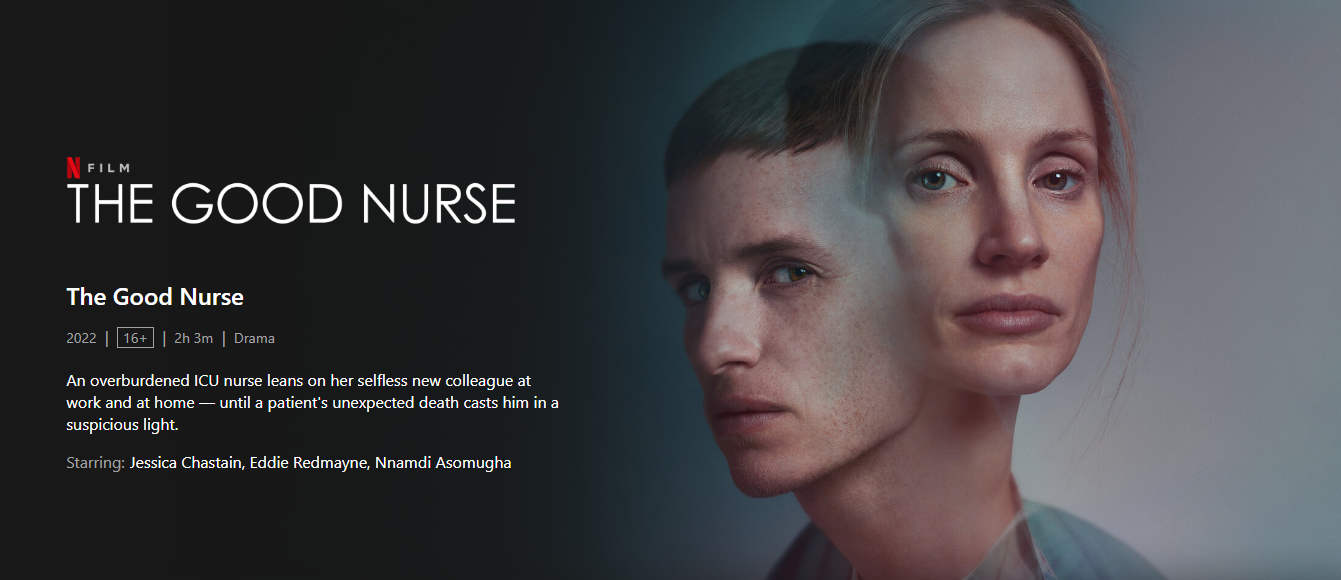 N FILM
THE GOOD NURSE
The Good Nurse
2022 | 16+ | 2h 3m | Drama
An overburdened ICU nurse leans on her selfless new colleague at
work and at home — until a patient's unexpected death casts him in a
suspicious light.
Starring: Jessica Chastain, Eddie Redmayne, Nnamdi Asomugha